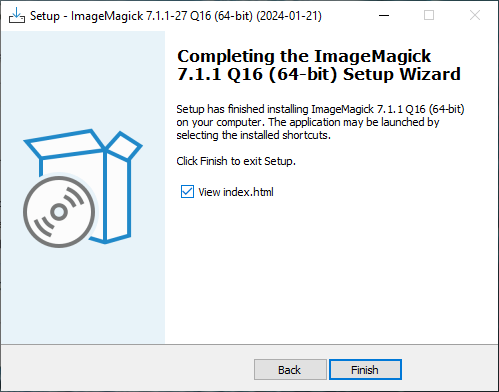 Setup - ImageMagick 7.1.1-27 Q16 (64-bit) (2024-01-21)
Completing the ImageMagick
7.1.1 Q16 (64-bit) Setup Wizard
Setup has finished installing ImageMagick 7.1.1 Q16 (64-bit)
on your computer. The application may be launched by
selecting the installed shortcuts.
Click Finish to exit Setup.
View index.html
Back
Finish